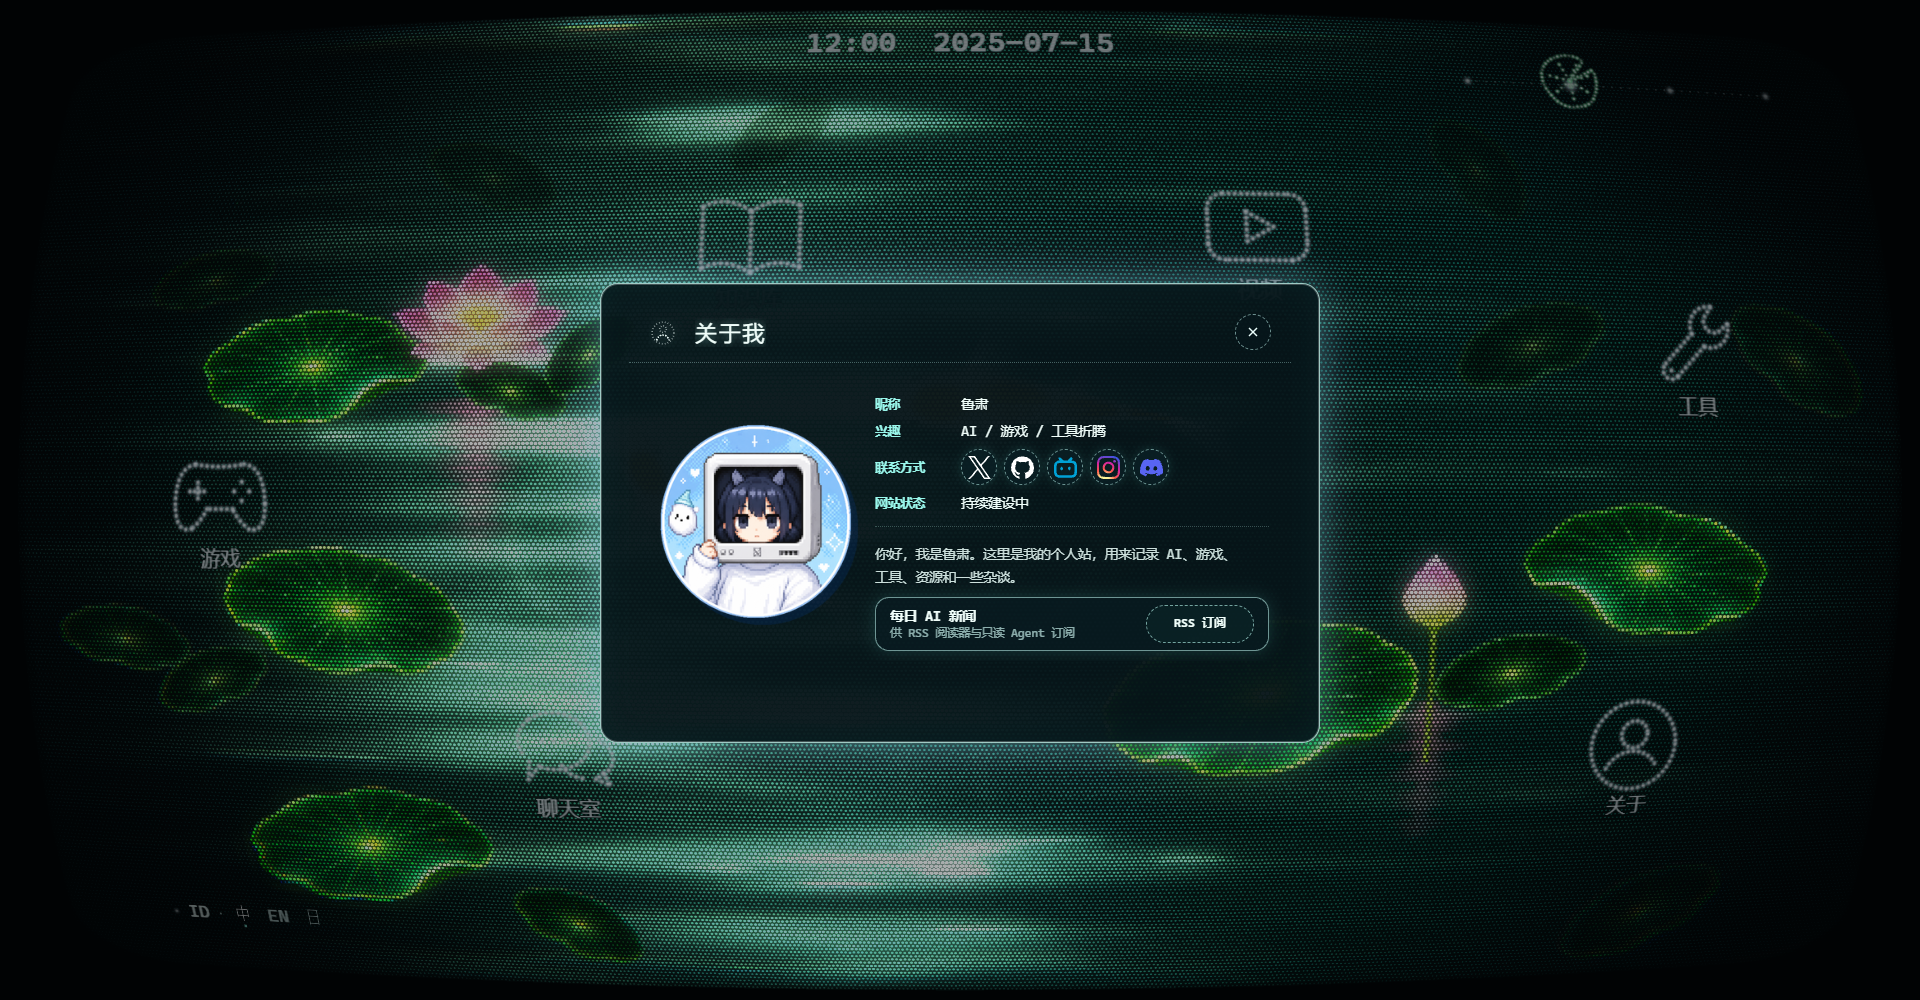 12:00 2025-07-15
视频
关于我
×
昵称 鲁肃
兴趣 AI / 游戏 / 工具折腾
联系方式
网站状态 持续建设中
你好，我是鲁肃。这里是我的个人站，用来记录 AI、游戏、
工具、资源和一些杂谈。
每日 AI 新闻
供 RSS 阅读器与只读 Agent 订阅
RSS 订阅
工具
游戏
聊天室
关于
ID · 中 EN 日